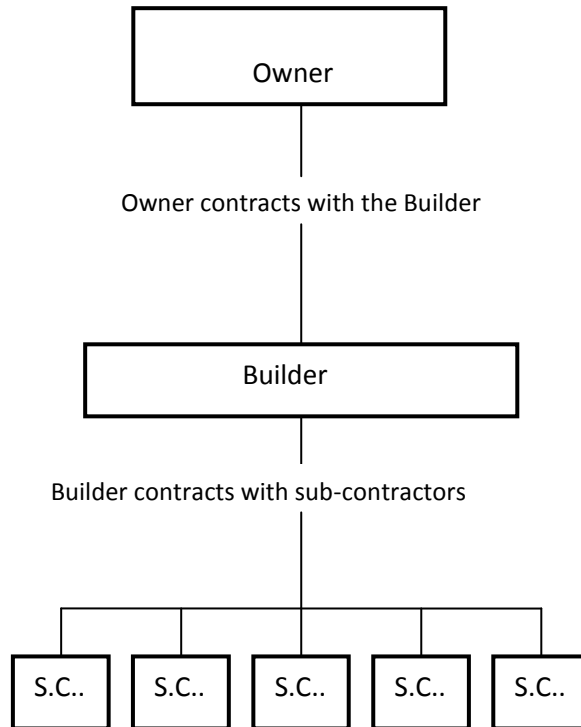 Owner
Owner contracts with the Builder
Builder
Builder contracts with sub-contractors
S.C.. S.C.. S.C.. S.C.. S.C..